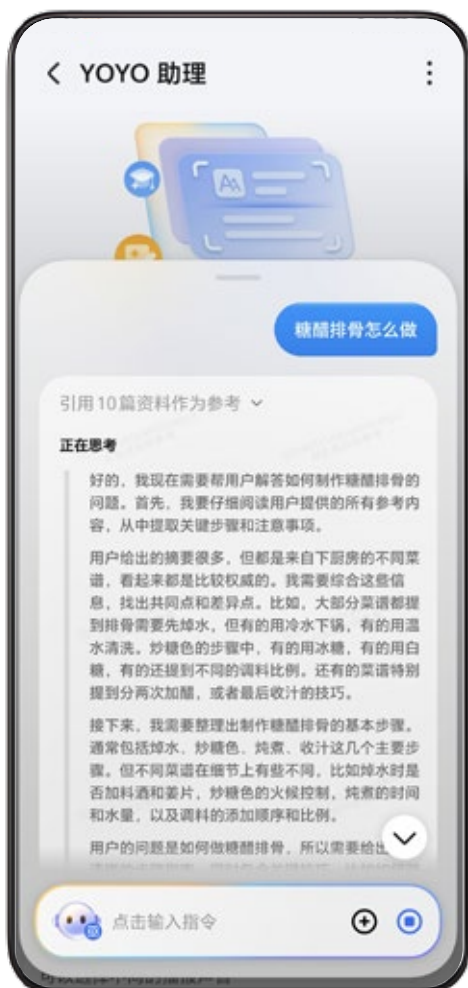 YOYO 助理
糖醋排骨怎么做
引用10篇资料作为参考
正在思考
好的，我现在需要帮用户解答如何制作糖醋排骨的
问题。首先，我要仔细阅读用户提供的所有参考内
容，从中提取关键步骤和注意事项。
用户给出的摘要很多，但都是来自下厨房的不同菜
谱，看起来都是比较权威的。我需要综合这些信
息，找出共同点和差异点。比如，大部分菜谱都提
到排骨需要先焯水，但有的用冷水下锅，有的用温
水清洗。炒糖色的步骤中，有的用冰糖，有的用白
糖，有的还提到不同的调料比例。还有的菜谱特别
提到分两次加醋，或者最后收汁的技巧。
接下来，我需要整理出制作糖醋排骨的基本步骤。
通常包括焯水、炒糖色、炖煮、收汁这几个主要步
骤。但不同菜谱在细节上有些不同，比如焯水时是
否加料酒和姜片，炒糖色的火候控制，炖煮的时间
和水量，以及调料的添加顺序和比例。
用户的问题是如何做糖醋排骨，所以需要给出
点击输入指令